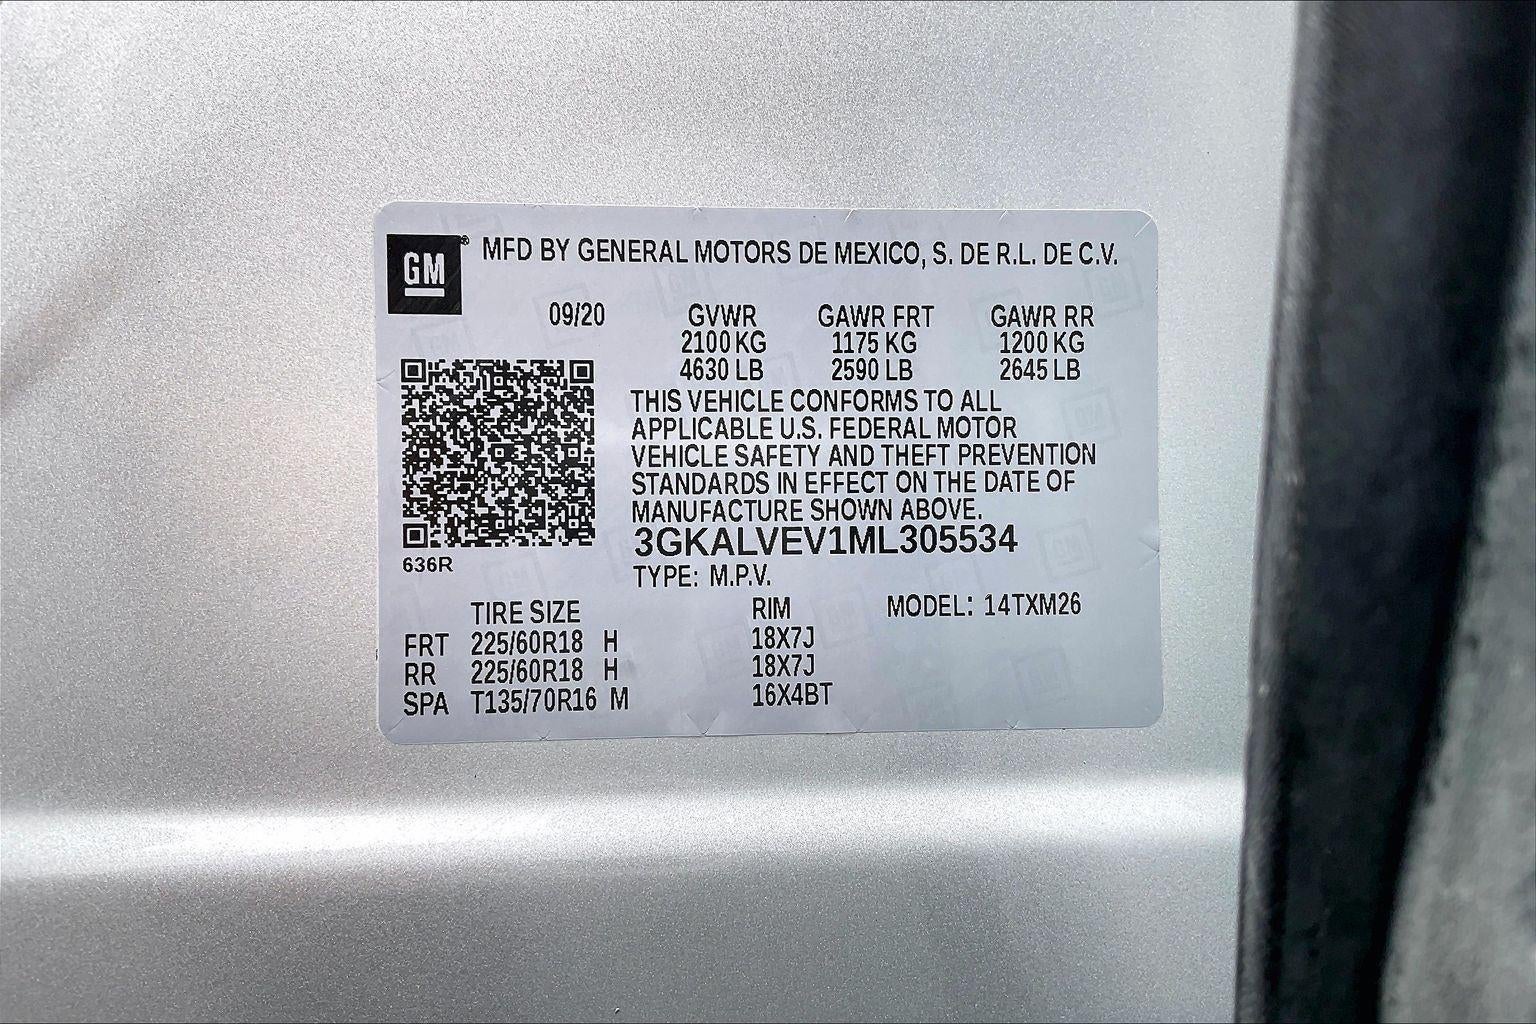 GM® MFD BY GENERAL MOTORS DE MEXICO, S. DE R.L. DE C.V.
09/20 GVWR GAWR FRT GAWR RR
2100 KG 1175 KG 1200 KG
4630 LB 2590 LB 2645 LB
THIS VEHICLE CONFORMS TO ALL
APPLICABLE U.S. FEDERAL MOTOR
VEHICLE SAFETY AND THEFT PREVENTION
STANDARDS IN EFFECT ON THE DATE OF
MANUFACTURE SHOWN ABOVE.
3GKALVEV1ML305534
636R
TYPE: M.P.V.
TIRE SIZE RIM MODEL: 14TXM26
FRT 225/60R18 H 18X7J
RR 225/60R18 H 18X7J
SPA T135/70R16 M 16X4BT